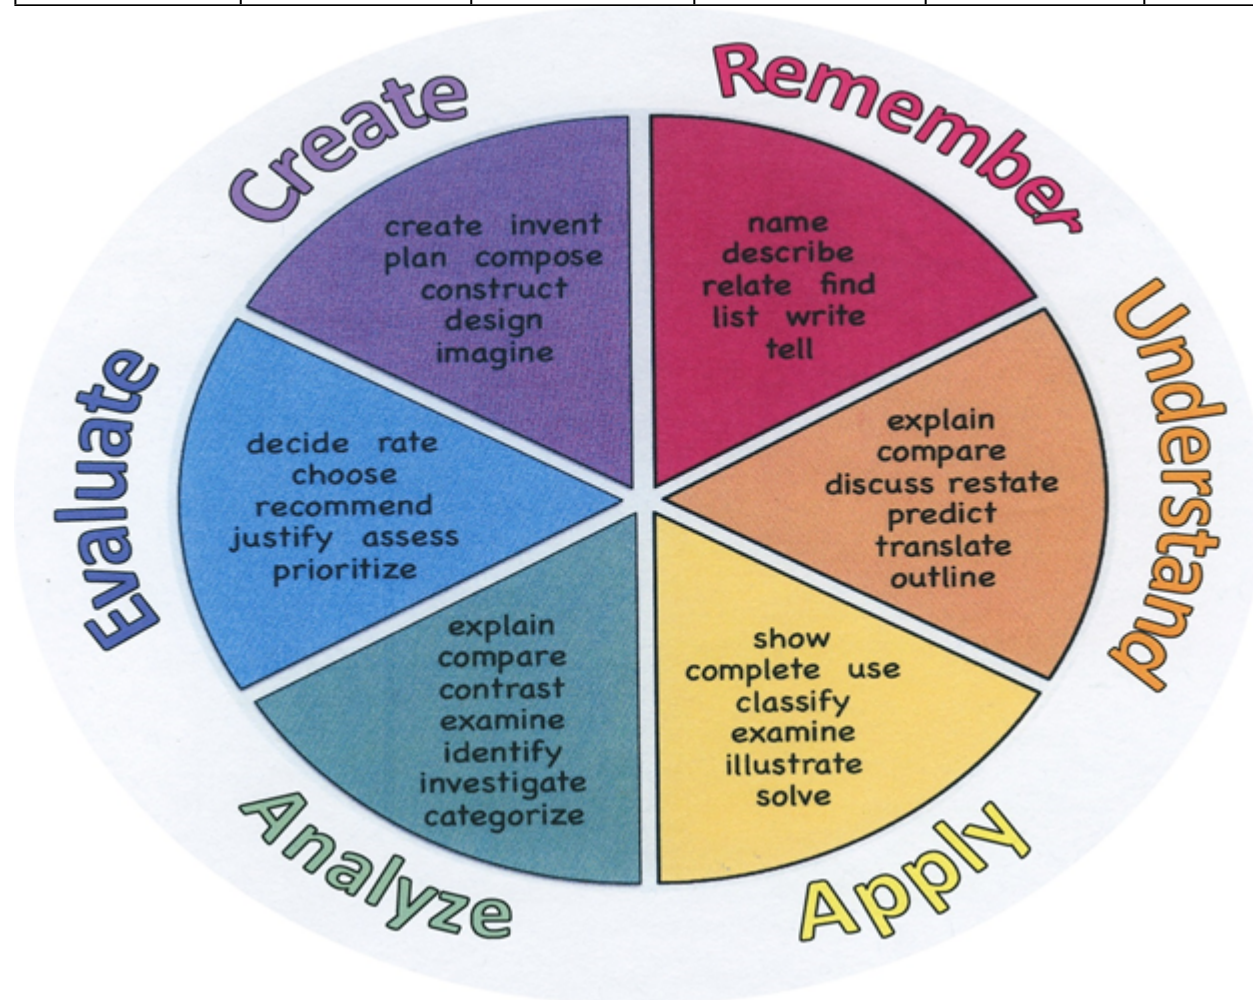 Remember
name
describe
relate find
list write
tell
Understand
explain
compare
discuss restate
predict
translate
outline
Apply
show
complete use
classify
examine
illustrate
solve
Analyze
explain
compare
contrast
examine
identify
investigate
categorize
Evaluate
decide rate
choose
recommend
justify assess
prioritize
Create
create invent
plan compose
construct
design
imagine